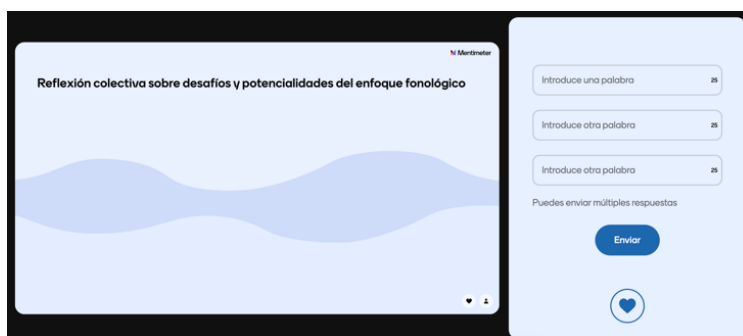 Mentimeter
Reflexión colectiva sobre desafíos y potencialidades del enfoque fonológico
Introduce una palabra 25
Introduce otra palabra 25
Introduce otra palabra 25
Puedes enviar múltiples respuestas
Enviar